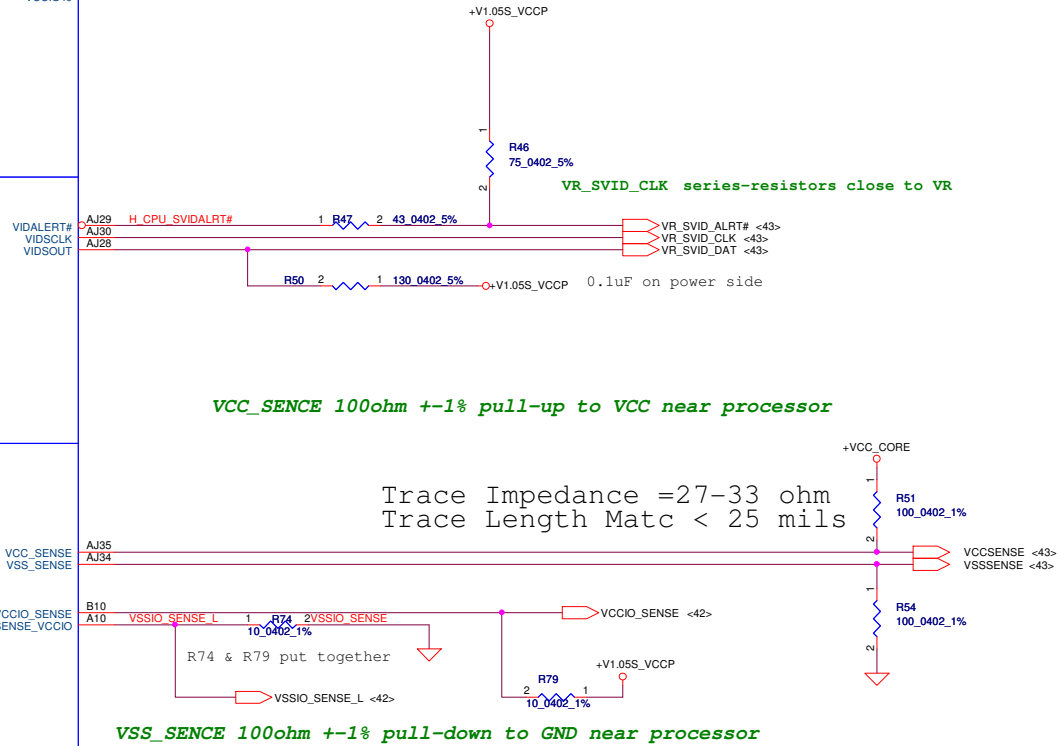 +V1.05S_VCCP
1
R46
75_0402_5%
2
VR_SVID_CLK series-resistors close to VR
VIDALERT# AJ29 H_CPU_SVIDALRT# 1 R47 2 43_0402_5% VR_SVID_ALRT# <43>
VIDSCLK AJ30 VR_SVID_CLK <43>
VIDSOUT AJ28 VR_SVID_DAT <43>
R50 2 1 130_0402_5% +V1.05S_VCCP 0.1uF on power side
VCC_SENCE 100ohm +-1% pull-up to VCC near processor
+VCC_CORE
Trace Impedance =27-33 ohm
Trace Length Matc < 25 mils
1
R51
100_0402_1%
2
VCC_SENSE AJ35 VCCSENSE <43>
VSS_SENSE AJ34 VSSSENSE <43>
1
R54
100_0402_1%
2
VCCIO_SENSE B10 VCCIO_SENSE <42>
SENSE_VCCIO A10 VSSIO_SENSE_L 1 R74 2 VSSIO_SENSE
10_0402_1%
R74 & R79 put together
+V1.05S_VCCP
R79
2 1
10_0402_1%
VSSIO_SENSE_L <42>
VSS_SENCE 100ohm +-1% pull-down to GND near processor